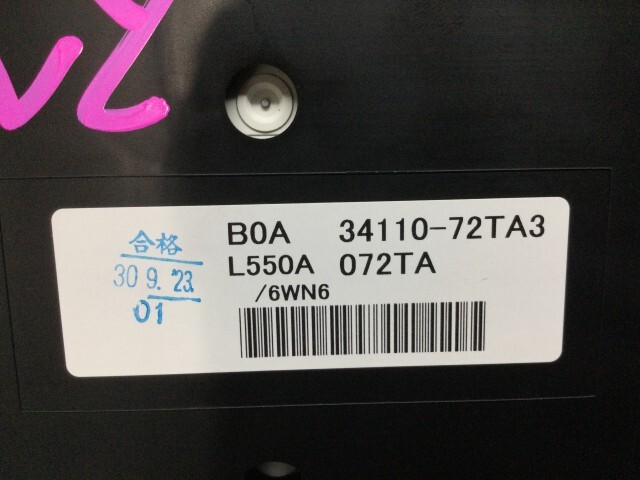 合格
30 9. 23.
01
B0A 34110-72TA3
L550A 072TA
/6WN6